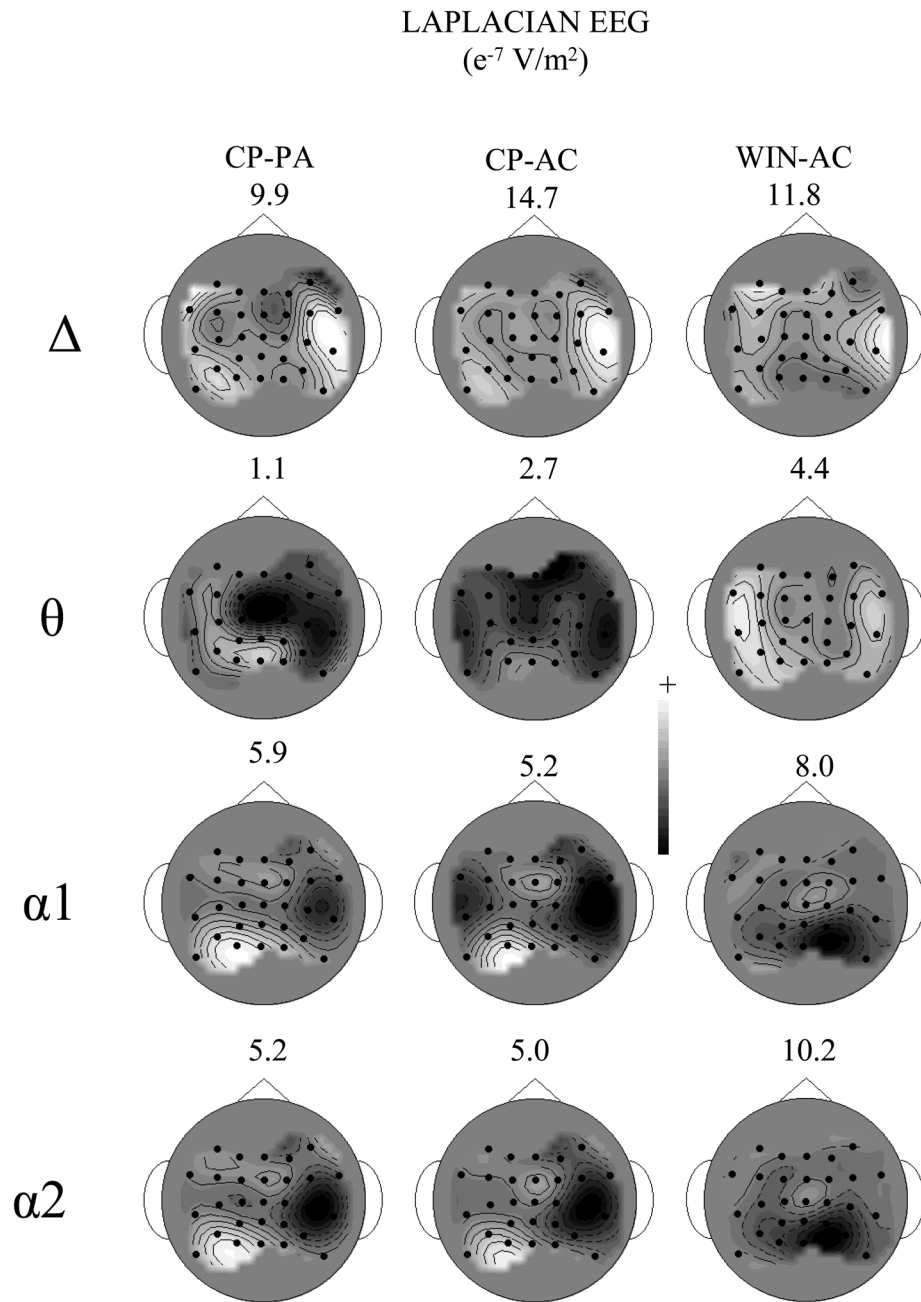 LAPLACIAN EEG
(e⁻⁷ V/m²)
CP-PA CP-AC WIN-AC
9.9 14.7 11.8
Δ
1.1 2.7 4.4
θ
+
5.9 5.2 8.0
α1
5.2 5.0 10.2
α2